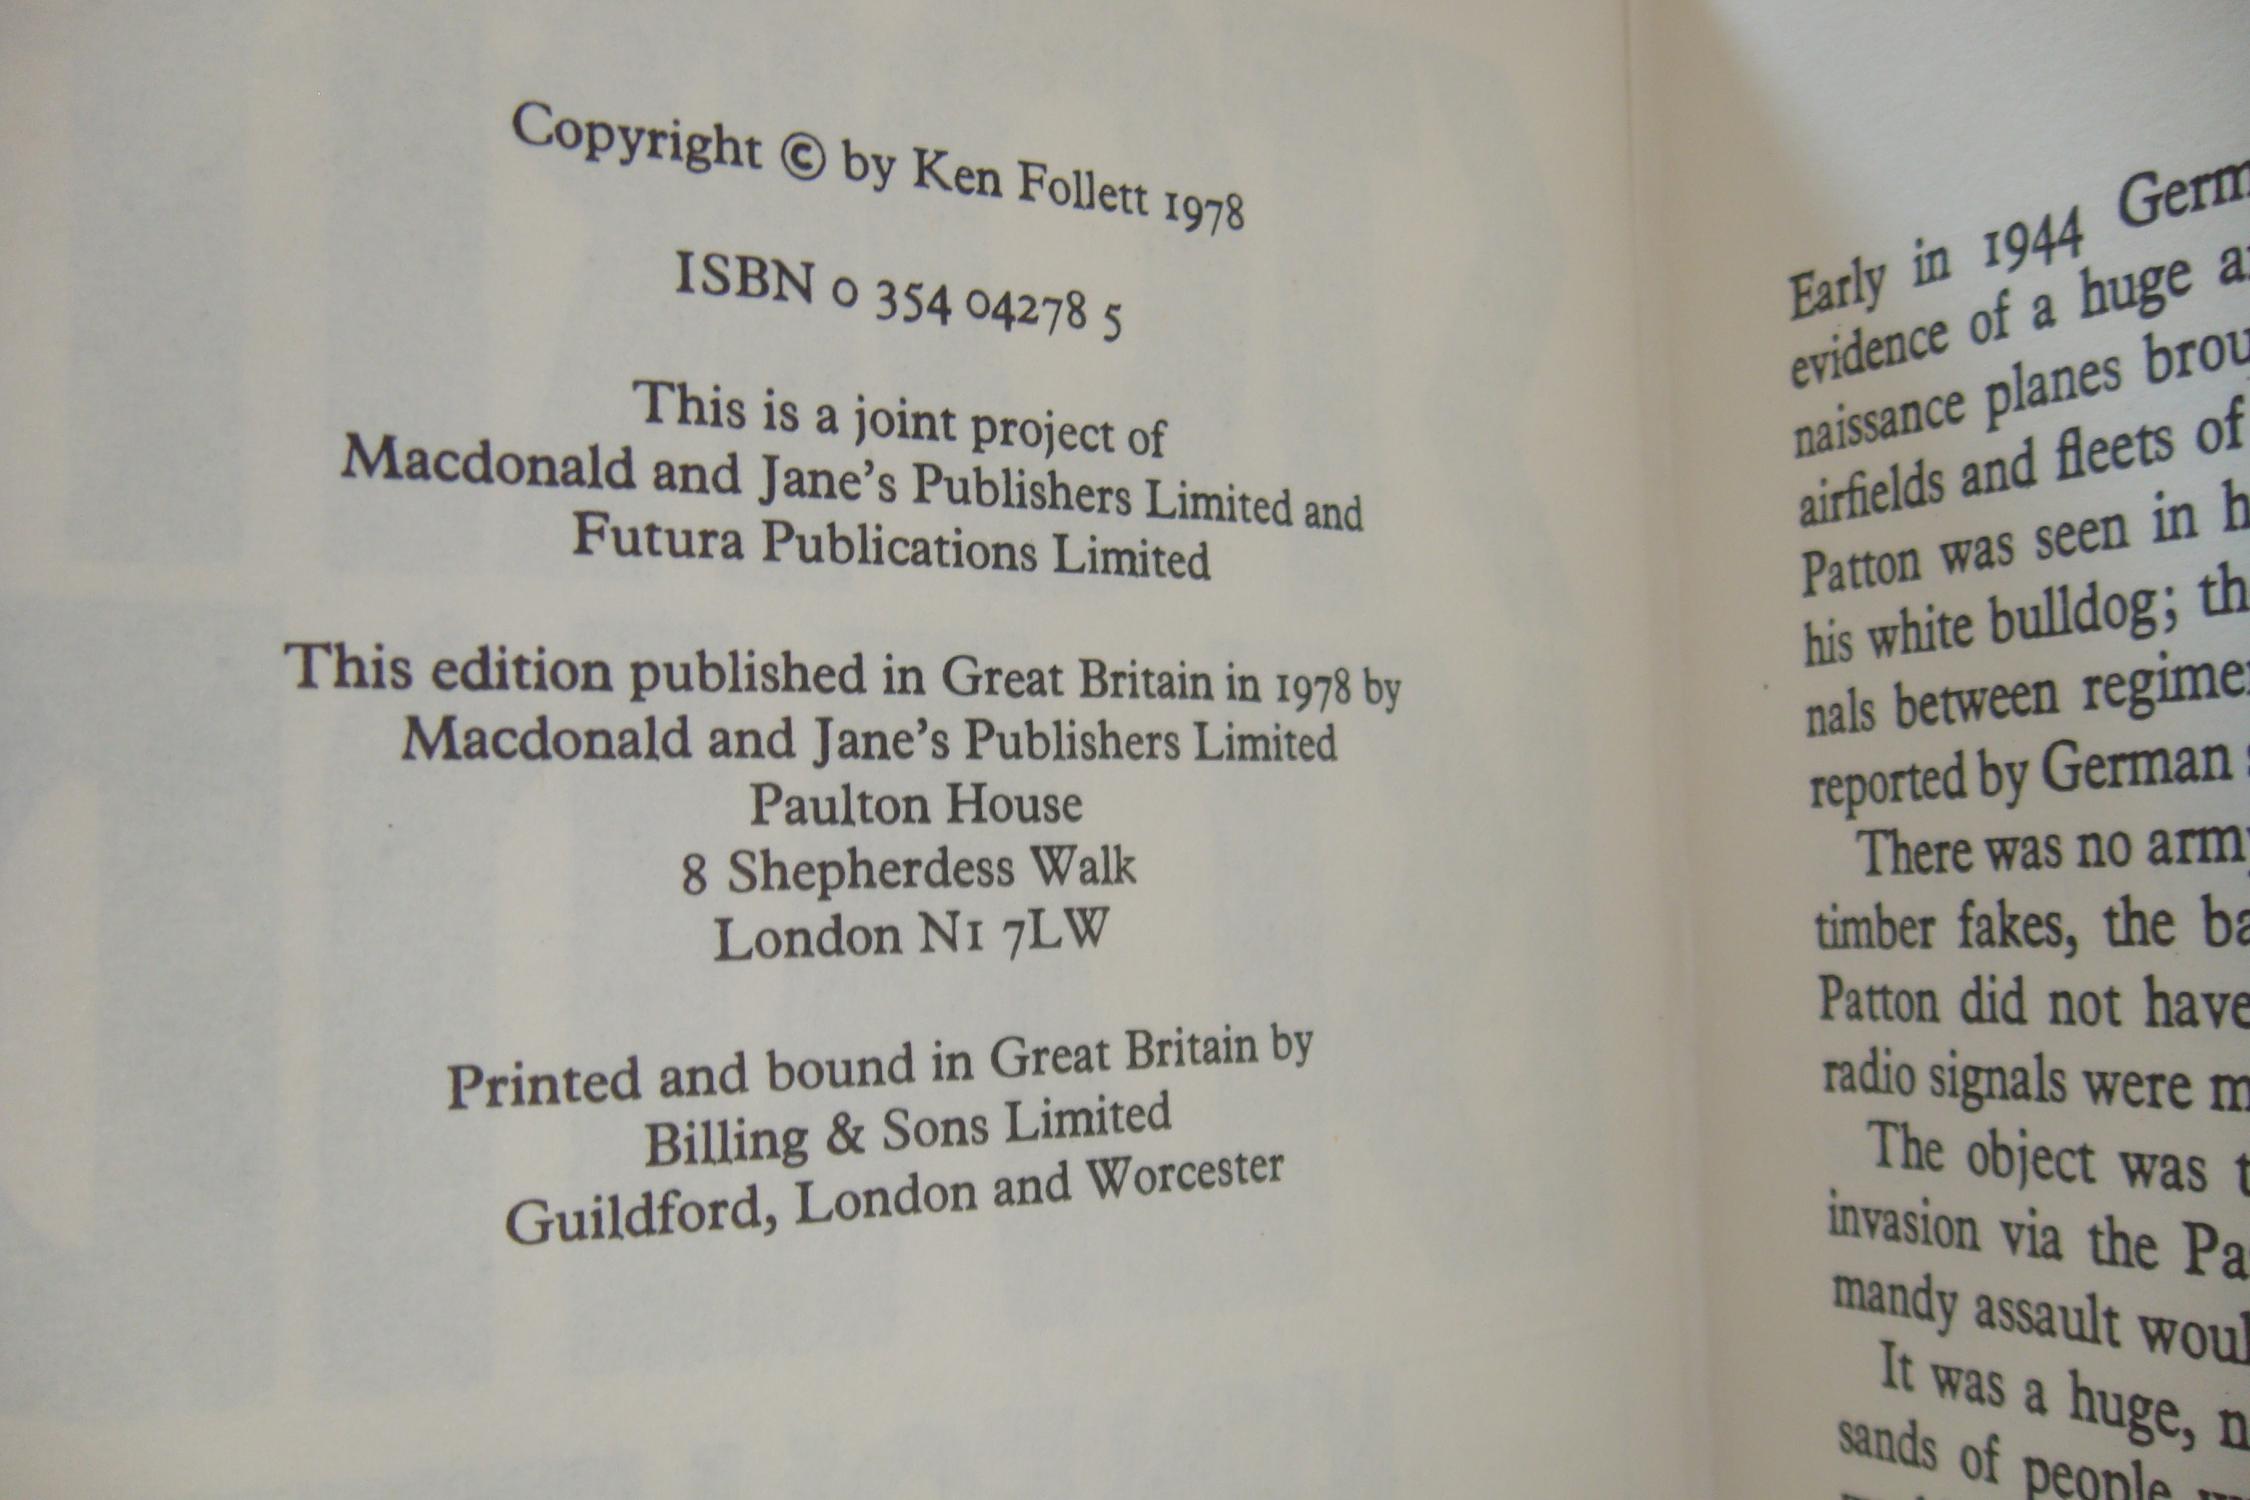 Copyright © by Ken Follett 1978
ISBN 0 354 04278 5
This is a joint project of
Macdonald and Jane's Publishers Limited and
Futura Publications Limited
This edition published in Great Britain in 1978 by
Macdonald and Jane's Publishers Limited
Paulton House
8 Shepherdess Walk
London N1 7LW
Printed and bound in Great Britain by
Billing & Sons Limited
Guildford, London and Worcester
Early in 1944
evidence of a huge
naissance planes
airfields and fleets of
Patton was seen in
his white bulldog;
nals between
reported by German
There was no
timber fakes, the
Patton did not have
radio signals were
The object was
invasion via the
mandy assault
It was a huge,
sands of people